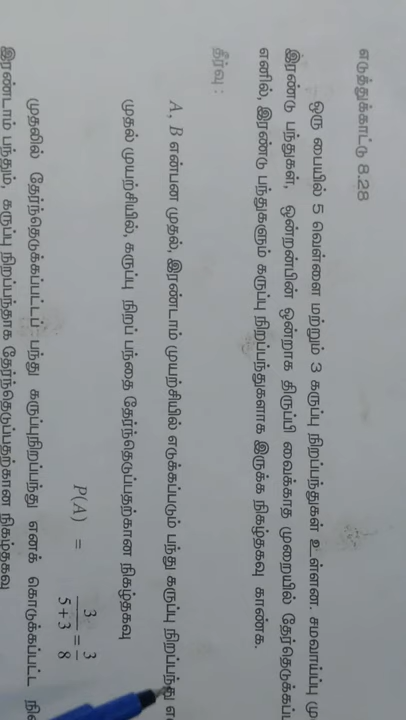 எடுத்துக்காட்டு 8.28
ஒரு பையில் 5 வெள்ளை மற்றும் 3 கருப்பு நிறப்பந்துகள் உள்ளன. சமவாய்ப்பு
இரண்டு பந்துகள், ஒன்றன்பின் ஒன்றாக திருப்பி வைக்காத முறையில்
எனில், இரண்டு பந்துகளும் கருப்பு நிறப்பந்துகளாக இருக்க நிகழ்தகவு காண்க.
தீர்வு :
A, B என்பன முதல், இரண்டாம் முயற்சியில் எடுக்கப்படும் பந்து கருப்பு நிறப்பந்து
முதல் முயற்சியில், கருப்பு நிறப் பந்தை தேர்ந்தெடுப்பதற்கான நிகழ்தகவு
P(A) = 3/(5+3) = 3/8
முதலில் தேர்ந்தெடுக்கப்பட்டப் பந்து கருப்புநிறப்பந்து எனக் கொடுக்கப்பட்ட
இரண்டாம் பந்தும், கருப்பு நிறப்பந்தாக தேர்ந்தெடுப்பதற்கான நிகழ்தகவு